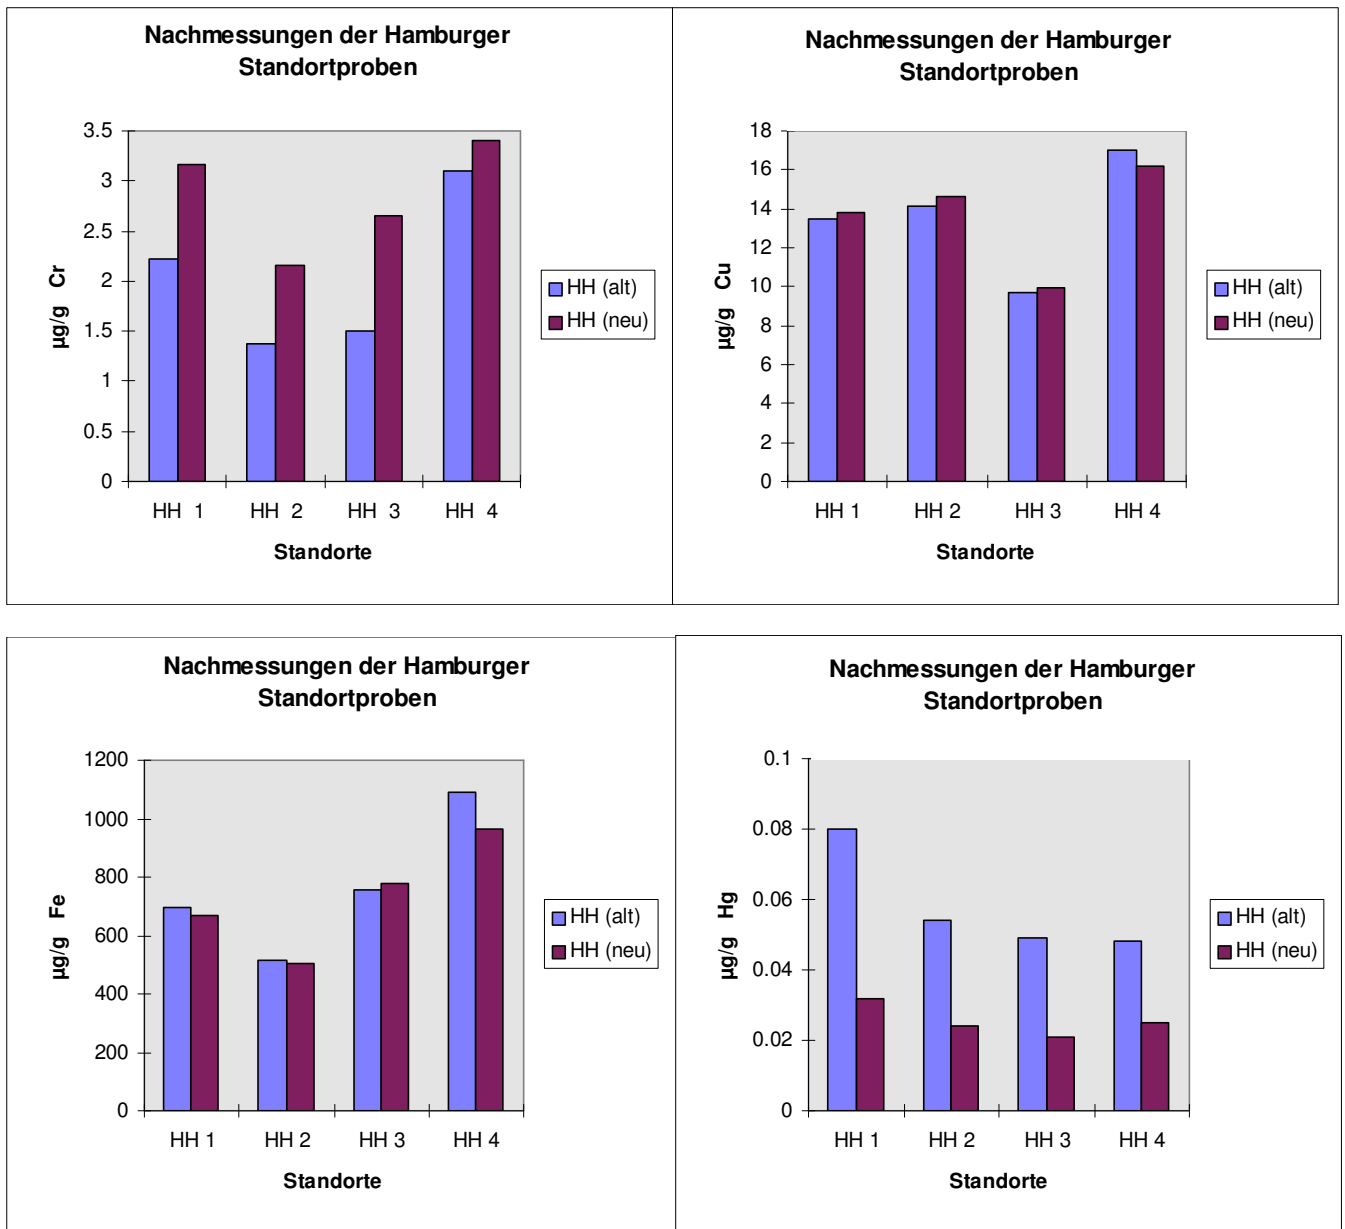 Nachmessungen der Hamburger
Standortproben
3.5
3
2.5
2
1.5
1
0.5
0
µg/g Cr
HH 1 HH 2 HH 3 HH 4
Standorte
HH (alt)
HH (neu)
Nachmessungen der Hamburger
Standortproben
18
16
14
12
10
8
6
4
2
0
µg/g Cu
HH 1 HH 2 HH 3 HH 4
Standorte
HH (alt)
HH (neu)
Nachmessungen der Hamburger
Standortproben
1200
1000
800
600
400
200
0
µg/g Fe
HH 1 HH 2 HH 3 HH 4
Standorte
HH (alt)
HH (neu)
Nachmessungen der Hamburger
Standortproben
0.1
0.08
0.06
0.04
0.02
0
µg/g Hg
HH 1 HH 2 HH 3 HH 4
Standorte
HH (alt)
HH (neu)